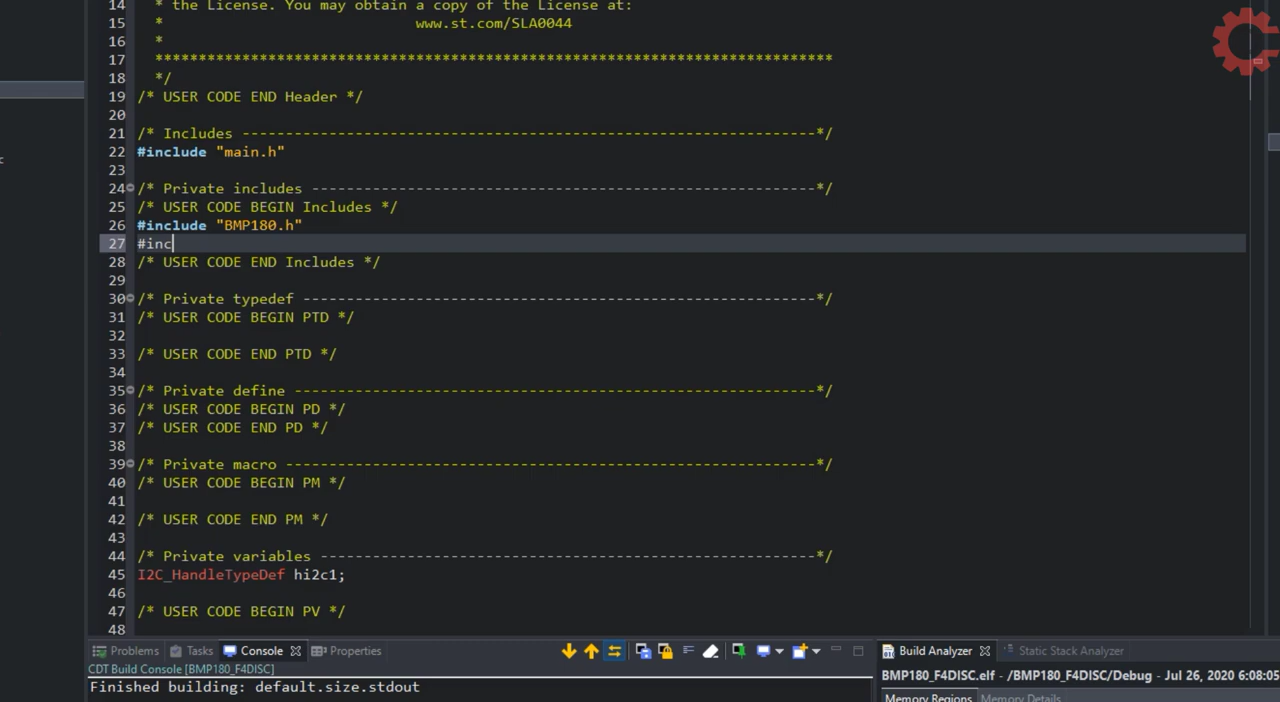 14 * the License. You may obtain a copy of the License at:
15 * www.st.com/SLA0044
16 *
17 ******************************************************************************
18 */
19 /* USER CODE END Header */
20
21 /* Includes ------------------------------------------------------------------*/
22 #include "main.h"
23
24 /* Private includes ----------------------------------------------------------*/
25 /* USER CODE BEGIN Includes */
26 #include "BMP180.h"
27 #inc
28 /* USER CODE END Includes */
29
30 /* Private typedef -----------------------------------------------------------*/
31 /* USER CODE BEGIN PTD */
32
33 /* USER CODE END PTD */
34
35 /* Private define ------------------------------------------------------------*/
36 /* USER CODE BEGIN PD */
37 /* USER CODE END PD */
38
39 /* Private macro -------------------------------------------------------------*/
40 /* USER CODE BEGIN PM */
41
42 /* USER CODE END PM */
43
44 /* Private variables ---------------------------------------------------------*/
45 I2C_HandleTypeDef hi2c1;
46
47 /* USER CODE BEGIN PV */
48
Problems Tasks Console Properties
CDT Build Console [BMP180_F4DISC]
Finished building: default.size.stdout
Build Analyzer Static Stack Analyzer
BMP180_F4DISC.elf - /BMP180_F4DISC/Debug - Jul 26, 2020 6:08:05
Memory Regions Memory Details